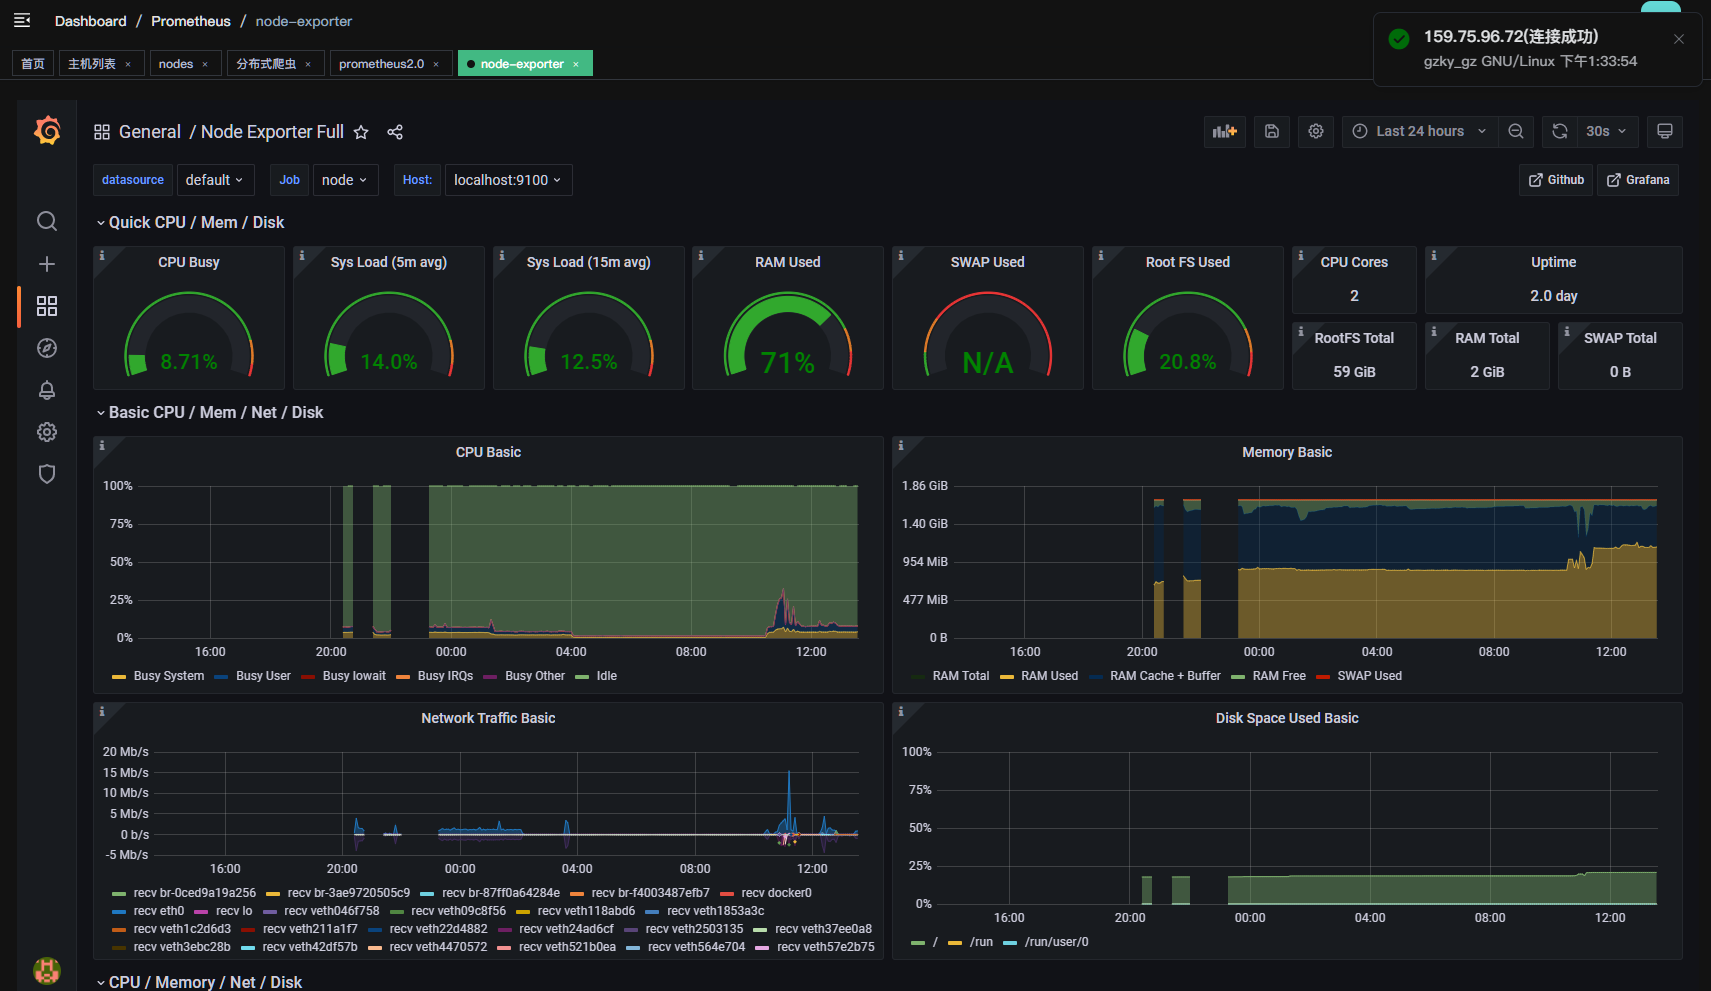 Dashboard / Prometheus / node-exporter
159.75.96.72(连接成功)
gzky_gz GNU/Linux 下午1:33:54
首页 主机列表 × nodes × 分布式爬虫 × prometheus2.0 × node-exporter ×
General / Node Exporter Full
Last 24 hours 30s
datasource default Job node Host: localhost:9100
Github Grafana
Quick CPU / Mem / Disk
CPU Busy
8.71%
Sys Load (5m avg)
14.0%
Sys Load (15m avg)
12.5%
RAM Used
71%
SWAP Used
N/A
Root FS Used
20.8%
CPU Cores
2
Uptime
2.0 day
RootFS Total
59 GiB
RAM Total
2 GiB
SWAP Total
0 B
Basic CPU / Mem / Net / Disk
CPU Basic
100%
75%
50%
25%
0%
16:00 20:00 00:00 04:00 08:00 12:00
Busy System Busy User Busy Iowait Busy IRQs Busy Other Idle
Memory Basic
1.86 GiB
1.40 GiB
954 MiB
477 MiB
0 B
16:00 20:00 00:00 04:00 08:00 12:00
RAM Total RAM Used RAM Cache + Buffer RAM Free SWAP Used
Network Traffic Basic
20 Mb/s
15 Mb/s
10 Mb/s
5 Mb/s
0 b/s
-5 Mb/s
16:00 20:00 00:00 04:00 08:00 12:00
recv br-0ced9a19a256 recv br-3ae9720505c9 recv br-87ff0a64284e recv br-f4003487efb7 recv docker0
recv eth0 recv lo recv veth046f758 recv veth09c8f56 recv veth118abd6 recv veth1853a3c
recv veth1c2d6d3 recv veth211a1f7 recv veth22d4882 recv veth24ad6cf recv veth2503135 recv veth37ee0a8
recv veth3ebc28b recv veth42df57b recv veth4470572 recv veth521b0ea recv veth564e704 recv veth57e2b75
Disk Space Used Basic
100%
75%
50%
25%
0%
16:00 20:00 00:00 04:00 08:00 12:00
/ /run /run/user/0
CPU / Memory / Net / Disk